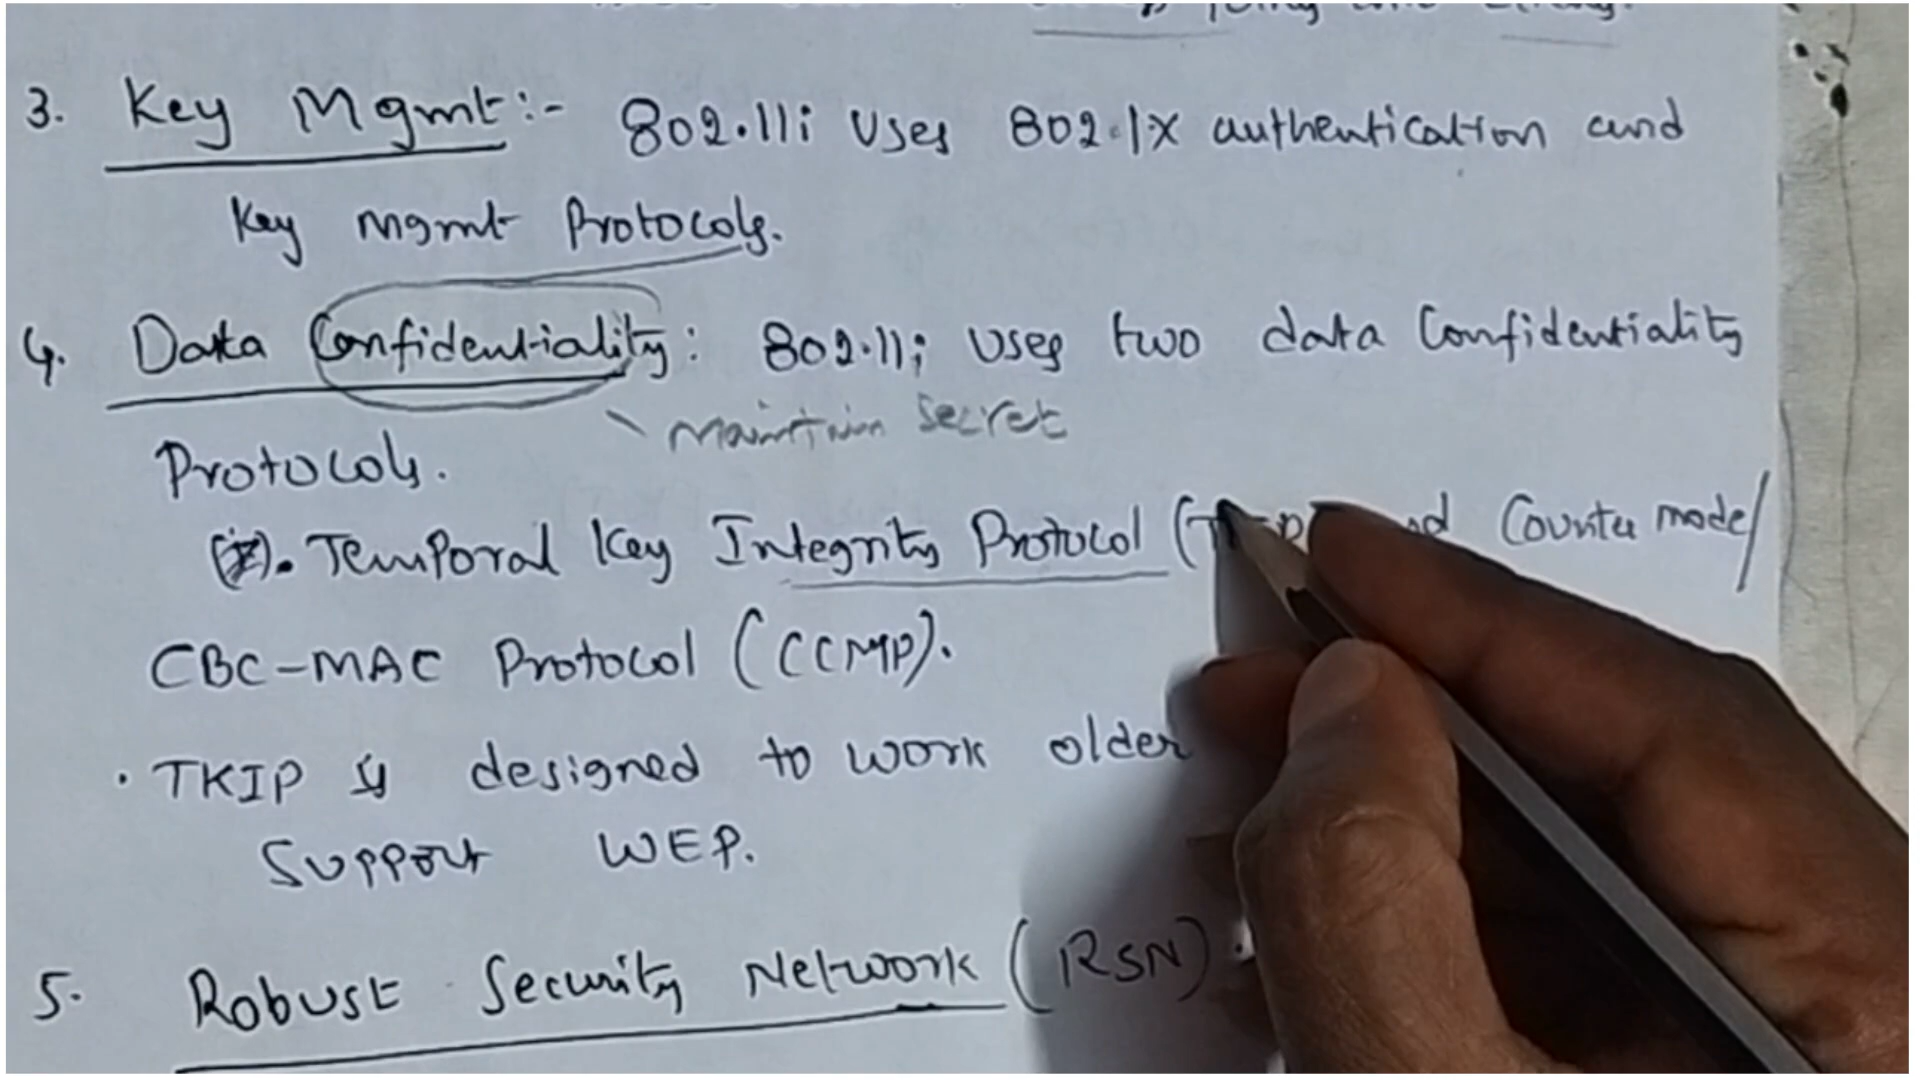 3. Key Mgmt:- 802.11i Uses 802.1X authentication and
Key Mgmt Protocols.
4. Data Confidentiality: 802.11i Uses two data Confidentiality
Maintain Secret
Protocols.
(i). Temporal Key Integrity Protocol ( Counter mode/
CBC-MAC Protocol (CCMP).
. TKIP is designed to work older
Support WEP.
5. Robust Security Network (RSN).